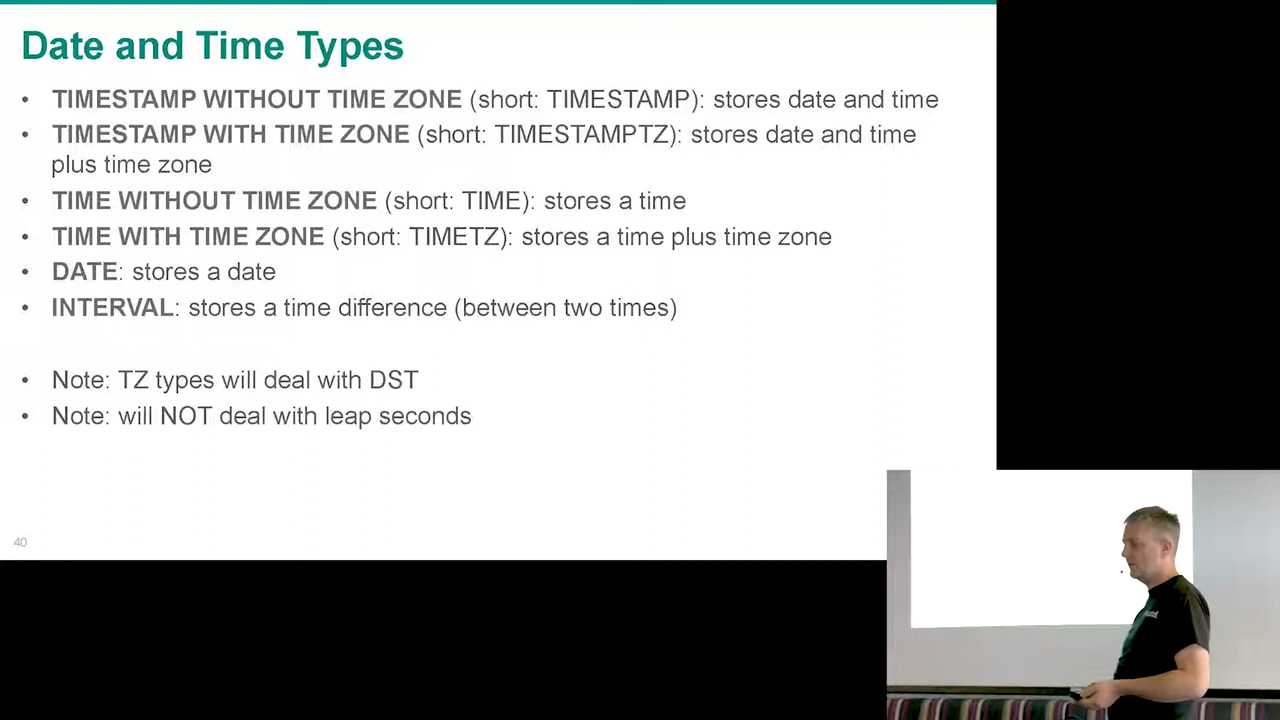 Date and Time Types
• TIMESTAMP WITHOUT TIME ZONE (short: TIMESTAMP): stores date and time
• TIMESTAMP WITH TIME ZONE (short: TIMESTAMPTZ): stores date and time
plus time zone
• TIME WITHOUT TIME ZONE (short: TIME): stores a time
• TIME WITH TIME ZONE (short: TIMETZ): stores a time plus time zone
• DATE: stores a date
• INTERVAL: stores a time difference (between two times)
• Note: TZ types will deal with DST
• Note: will NOT deal with leap seconds
40